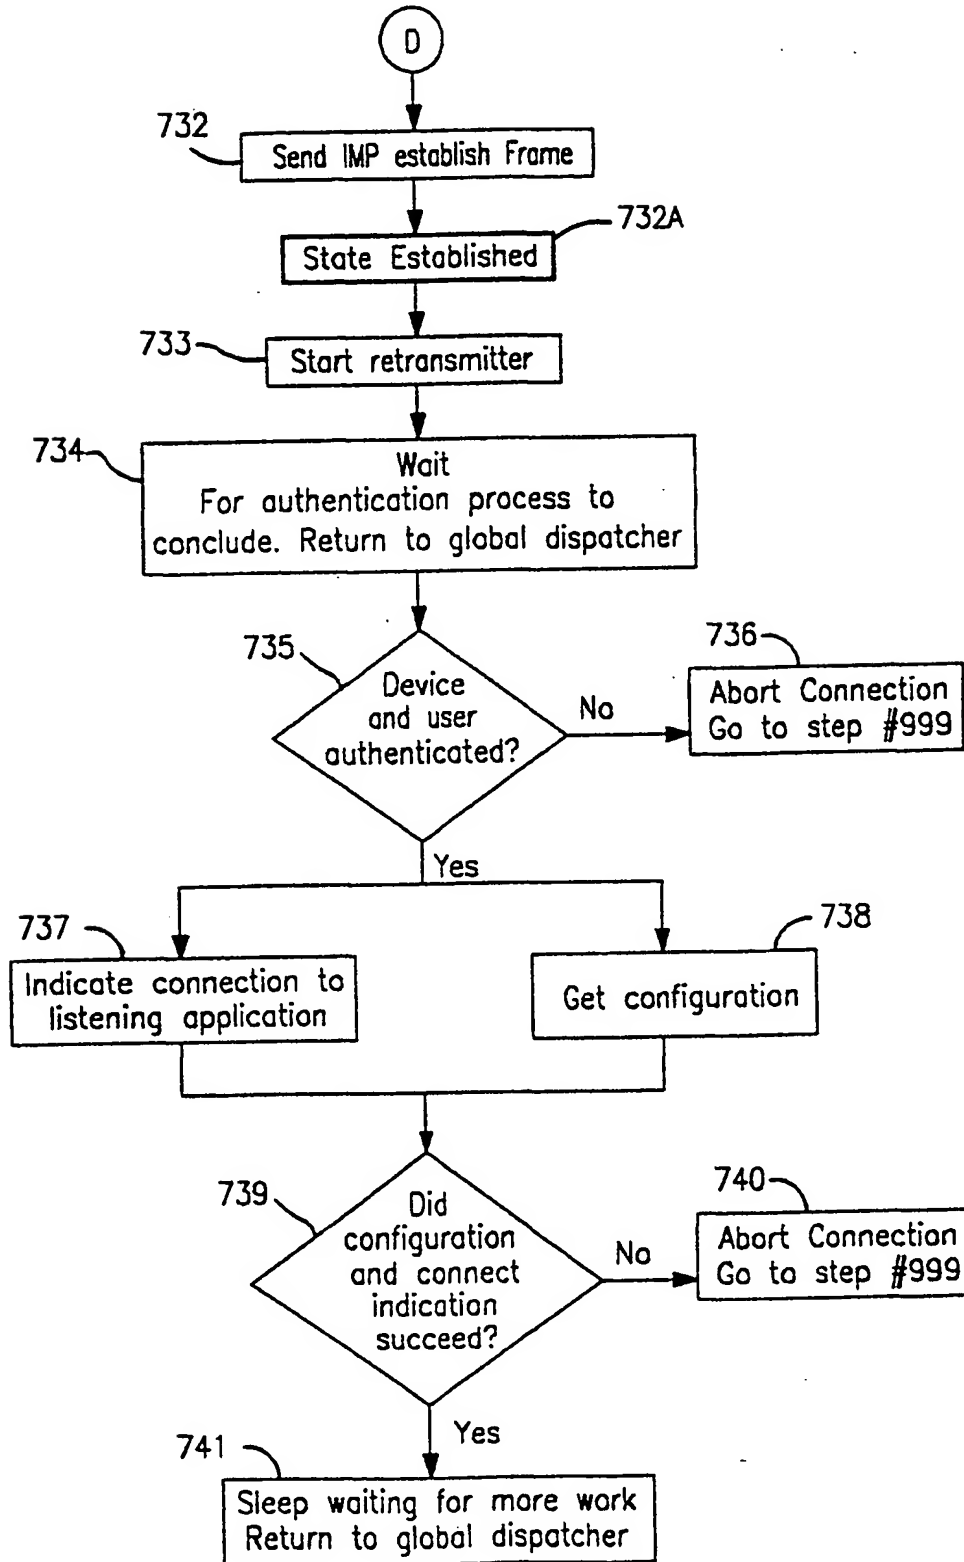 D
732
Send IMP establish Frame
732A
State Established
733
Start retransmitter
734
Wait
For authentication process to
conclude. Return to global dispatcher
735
Device
and user
authenticated?
No
736
Abort Connection
Go to step #999
Yes
737
Indicate connection to
listening application
738
Get configuration
739
Did
configuration
and connect
indication
succeed?
No
740
Abort Connection
Go to step #999
Yes
741
Sleep waiting for more work
Return to global dispatcher